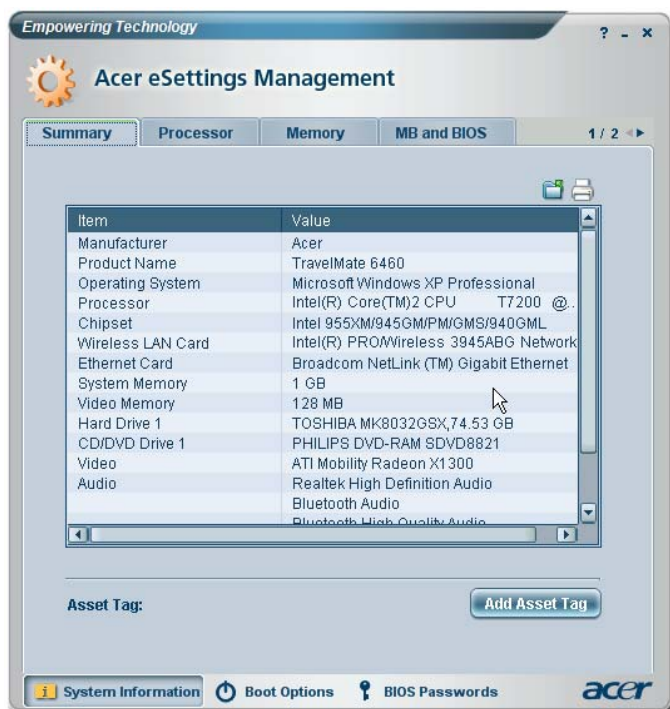 Empowering Technology
? - x
Acer eSettings Management
Summary Processor Memory MB and BIOS 1 / 2
Item Value
Manufacturer Acer
Product Name TravelMate 6460
Operating System Microsoft Windows XP Professional
Processor Intel(R) Core(TM)2 CPU T7200 @..
Chipset Intel 955XM/945GM/PM/GMS/940GML
Wireless LAN Card Intel(R) PRO/Wireless 3945ABG Network
Ethernet Card Broadcom NetLink (TM) Gigabit Ethernet
System Memory 1 GB
Video Memory 128 MB
Hard Drive 1 TOSHIBA MK8032GSX,74.53 GB
CD/DVD Drive 1 PHILIPS DVD-RAM SDVD8821
Video ATI Mobility Radeon X1300
Audio Realtek High Definition Audio
Bluetooth Audio
Bluetooth High Quality Audio
Asset Tag: Add Asset Tag
System Information Boot Options BIOS Passwords acer